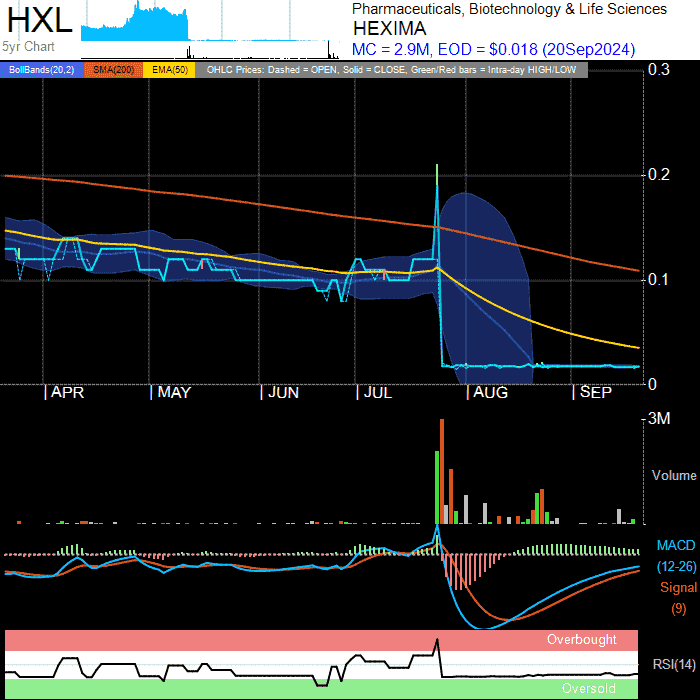 HXL
5yr Chart
Pharmaceuticals, Biotechnology & Life Sciences
HEXIMA
MC = 2.9M, EOD = $0.018 (20Sep2024)
BollBands(20,2) SMA(200) EMA(50) OHLC Prices: Dashed = OPEN, Solid = CLOSE, Green/Red bars = Intra-day HIGH/LOW
0.3
0.2
0.1
0
APR MAY JUN JUL AUG SEP
3M
Volume
MACD
(12-26)
Signal
(9)
Overbought
RSI(14)
Oversold